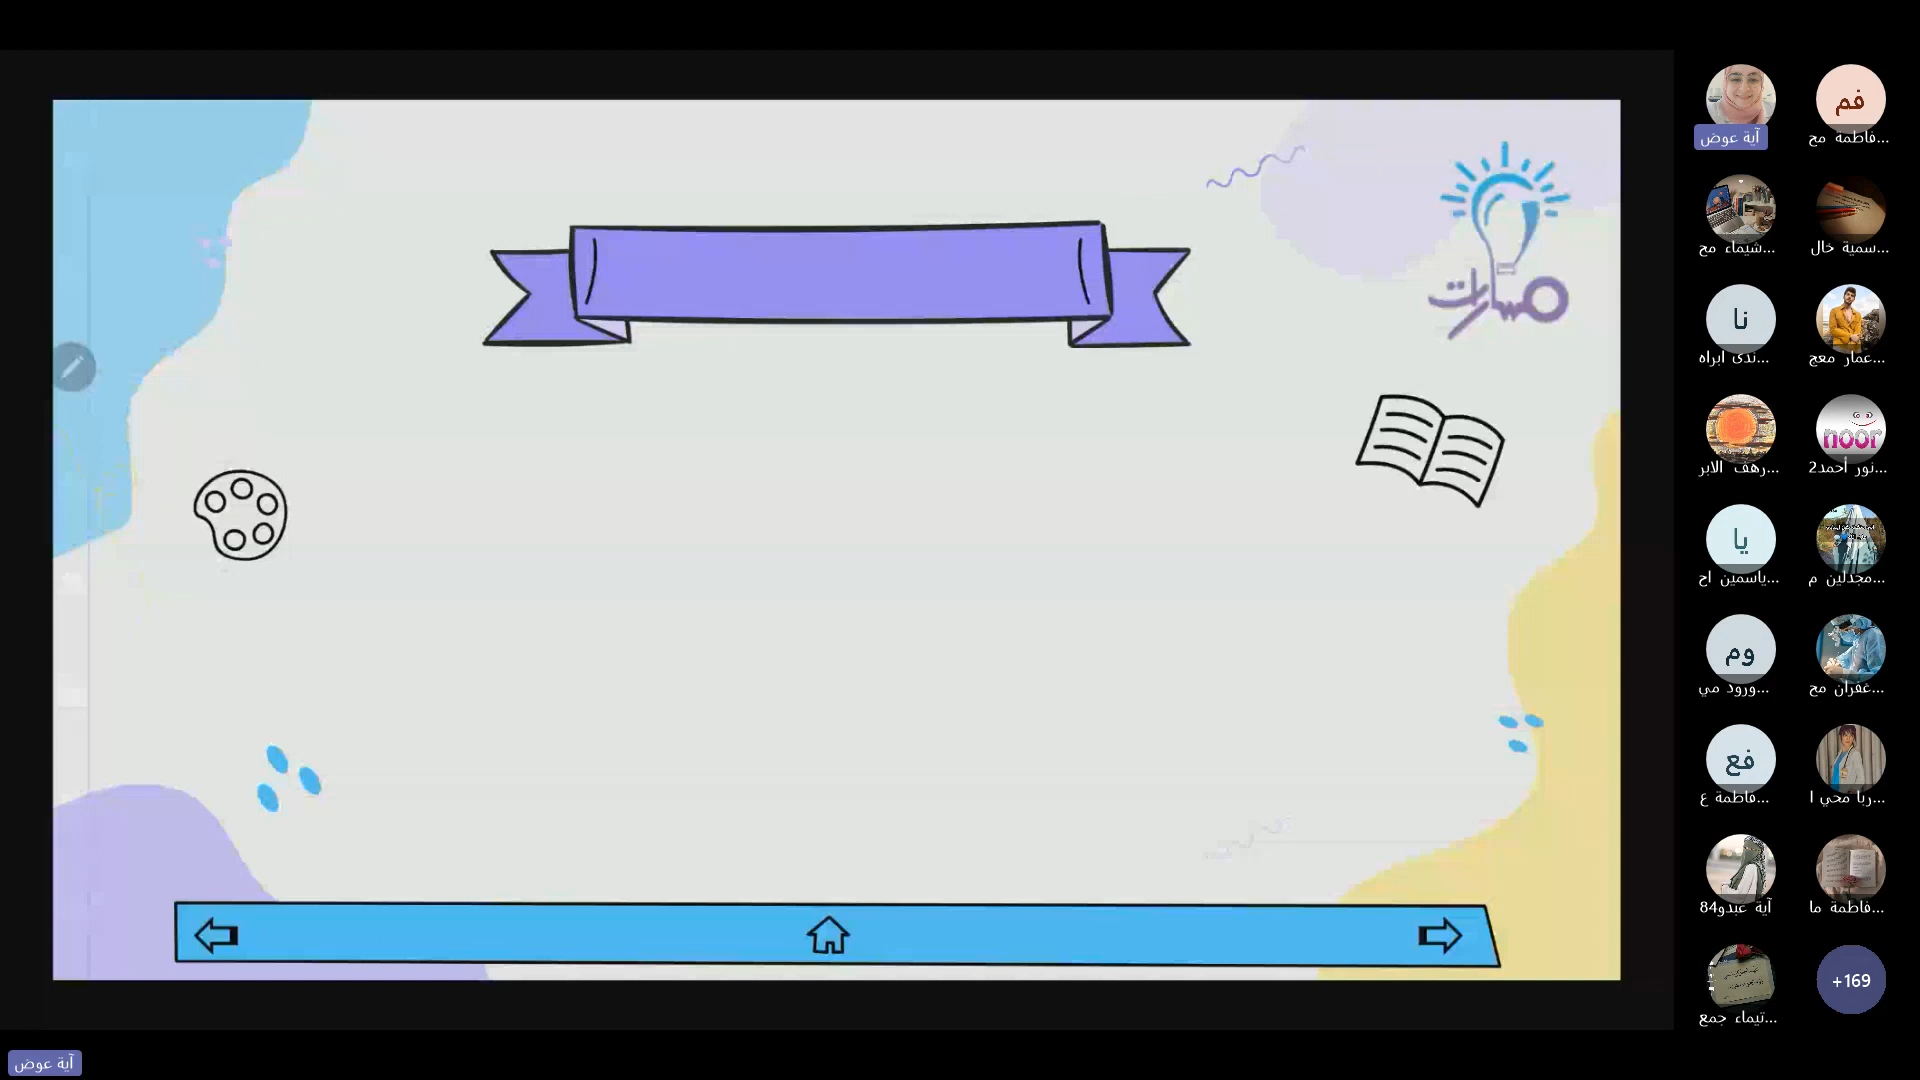 مسارات
آية عوض
فم
فاطمة مح...
شيماء مح...
سمية خال...
نا
ندى ابراه...
عمار معج...
رهف الابر...
noor
نور أحمد2...
يا
ياسمين اح...
مجدلين م...
وم
ورود مي...
غفران مح...
فع
فاطمة ع...
ربا محي ا...
آية عبدو84
فاطمة ما...
تيماء جمع...
+169
آية عوض